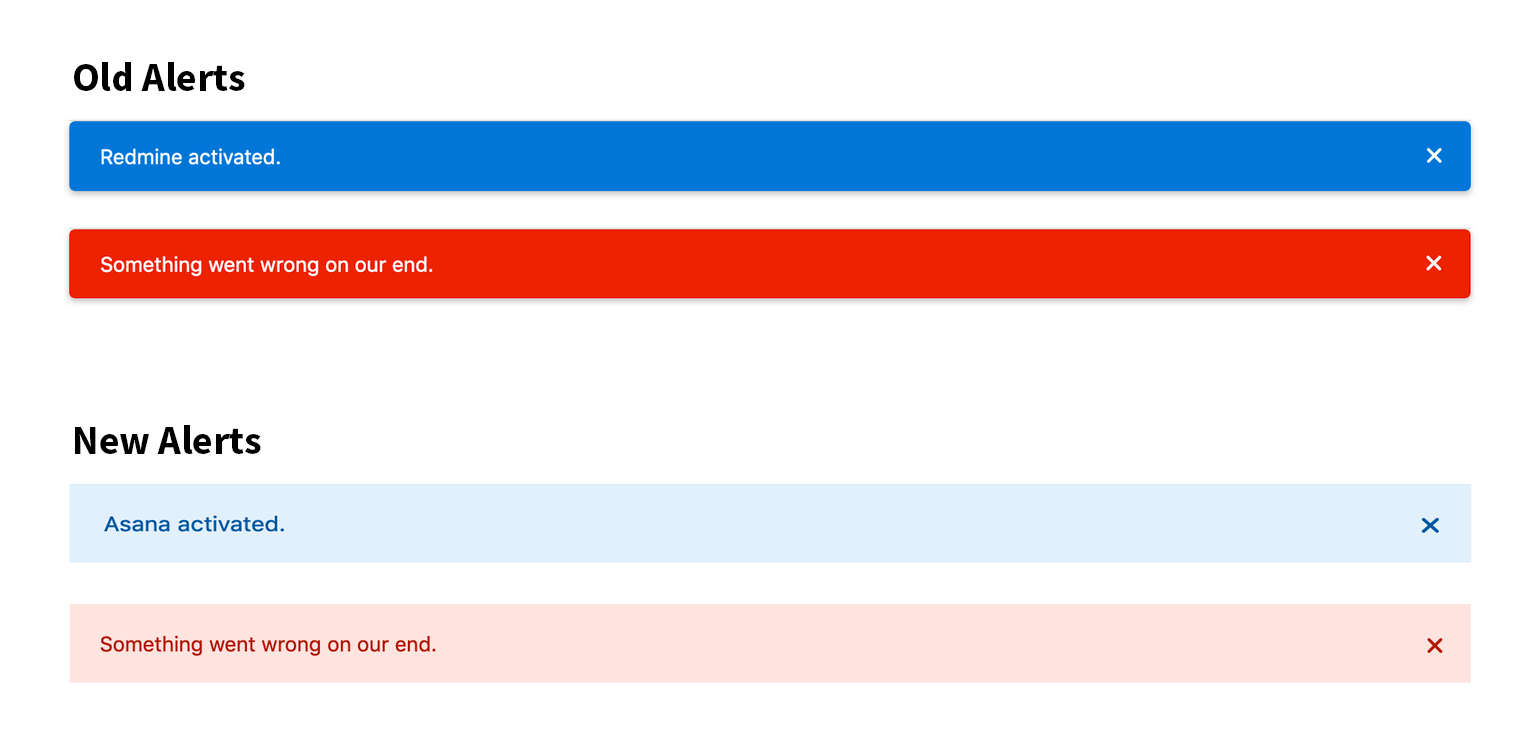 Old Alerts
Redmine activated.
Something went wrong on our end.
New Alerts
Asana activated.
Something went wrong on our end.